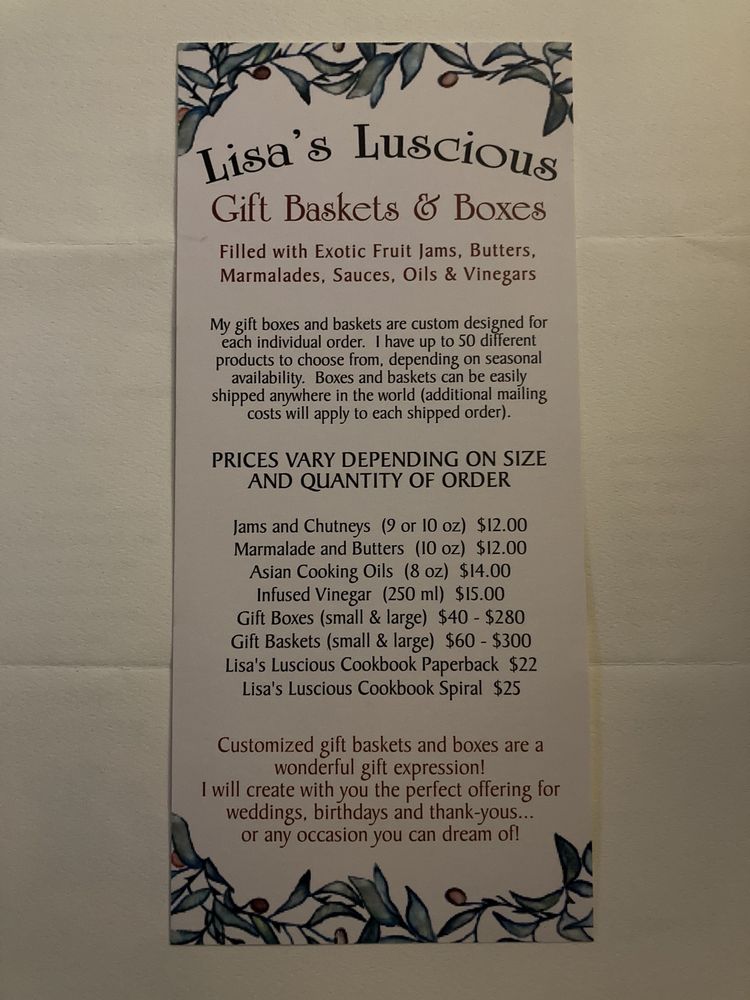 Lisa's Luscious
Gift Baskets & Boxes
Filled with Exotic Fruit Jams, Butters,
Marmalades, Sauces, Oils & Vinegars
My gift boxes and baskets are custom designed for
each individual order. I have up to 50 different
products to choose from, depending on seasonal
availability. Boxes and baskets can be easily
shipped anywhere in the world (additional mailing
costs will apply to each shipped order).
PRICES VARY DEPENDING ON SIZE
AND QUANTITY OF ORDER
Jams and Chutneys (9 or 10 oz) $12.00
Marmalade and Butters (10 oz) $12.00
Asian Cooking Oils (8 oz) $14.00
Infused Vinegar (250 ml) $15.00
Gift Boxes (small & large) $40 - $280
Gift Baskets (small & large) $60 - $300
Lisa's Luscious Cookbook Paperback $22
Lisa's Luscious Cookbook Spiral $25
Customized gift baskets and boxes are a
wonderful gift expression!
I will create with you the perfect offering for
weddings, birthdays and thank-yous...
or any occasion you can dream of!